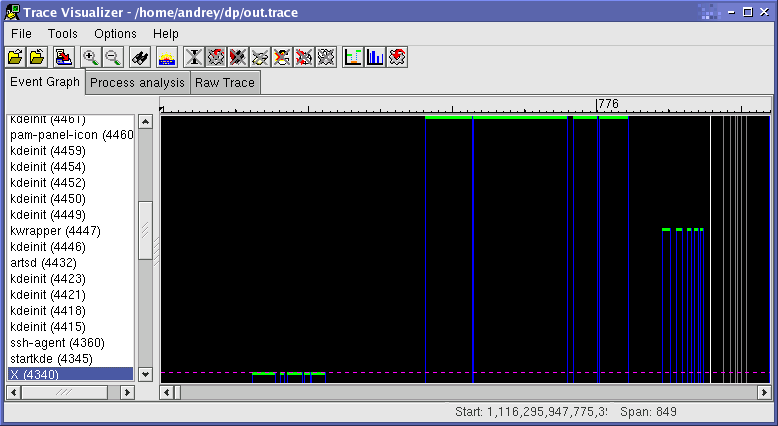 Trace Visualizer - /home/andrey/dp/out.trace
File Tools Options Help
Event Graph Process analysis Raw Trace
776
kdeinit (4461)
pam-panel-icon (4460
kdeinit (4459)
kdeinit (4454)
kdeinit (4452)
kdeinit (4450)
kdeinit (4449)
kwrapper (4447)
kdeinit (4446)
artsd (4432)
kdeinit (4423)
kdeinit (4421)
kdeinit (4418)
kdeinit (4415)
ssh-agent (4360)
startkde (4345)
X (4340)
Start: 1,116,295,947,775,39 Span: 849